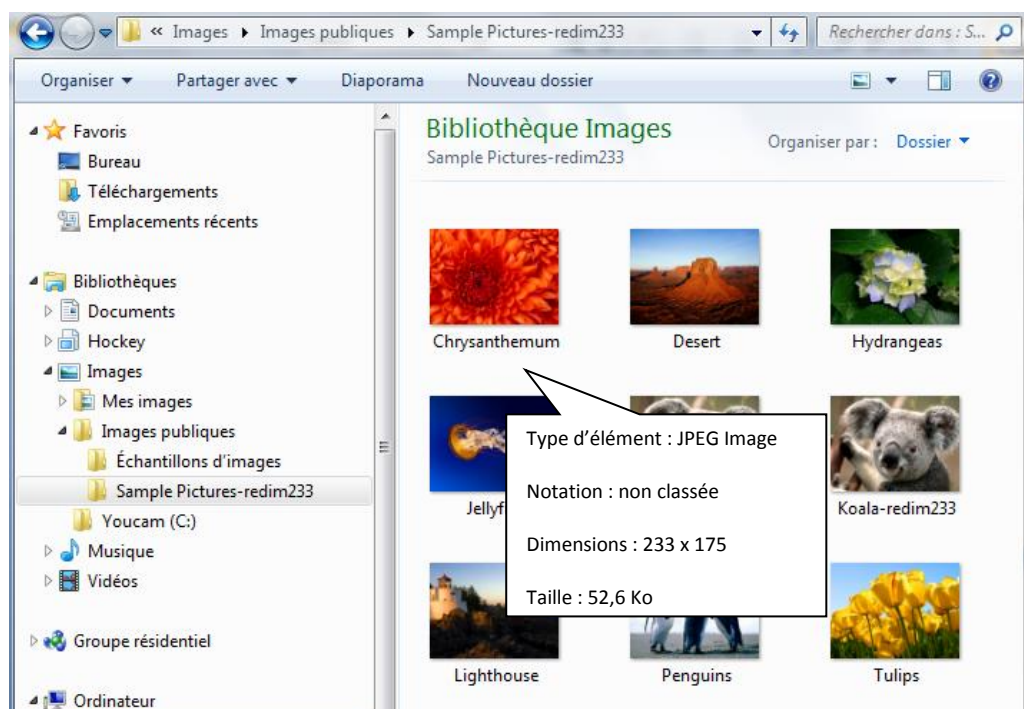 « Images ▸ Images publiques ▸ Sample Pictures-redim233
Rechercher dans : S...
Organiser Partager avec Diaporama Nouveau dossier
Favoris
Bureau
Téléchargements
Emplacements récents
Bibliothèques
Documents
Hockey
Images
Mes images
Images publiques
Échantillons d'images
Sample Pictures-redim233
Youcam (C:)
Musique
Vidéos
Groupe résidentiel
Ordinateur
Bibliothèque Images
Sample Pictures-redim233
Organiser par : Dossier
Chrysanthemum Desert Hydrangeas
Jellyf Koala-redim233
Type d’élément : JPEG Image
Notation : non classée
Dimensions : 233 x 175
Taille : 52,6 Ko
Lighthouse Penguins Tulips